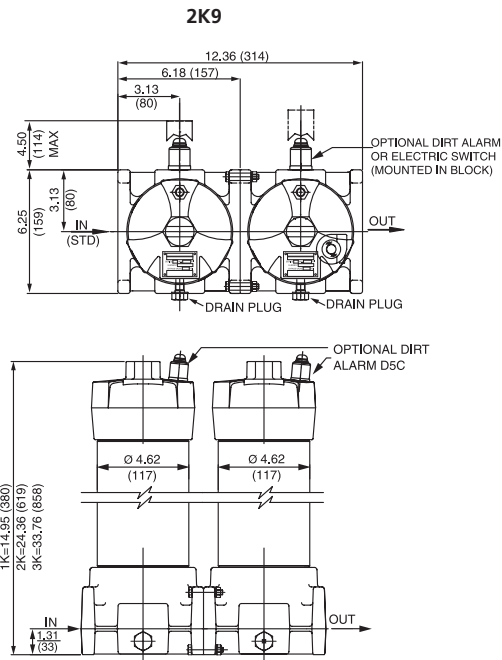 2K9
12.36 (314)
6.18 (157)
3.13
(80)
4.50
(114)
MAX
OPTIONAL DIRT ALARM
OR ELECTRIC SWITCH
(MOUNTED IN BLOCK)
6.25
(159)
3.13
(80)
IN
(STD)
OUT
DRAIN PLUG
DRAIN PLUG
OPTIONAL DIRT
ALARM D5C
Ø 4.62
(117)
Ø 4.62
(117)
1K=14.95 (380)
2K=24.36 (619)
3K=33.76 (858)
IN
1.31
(33)
OUT